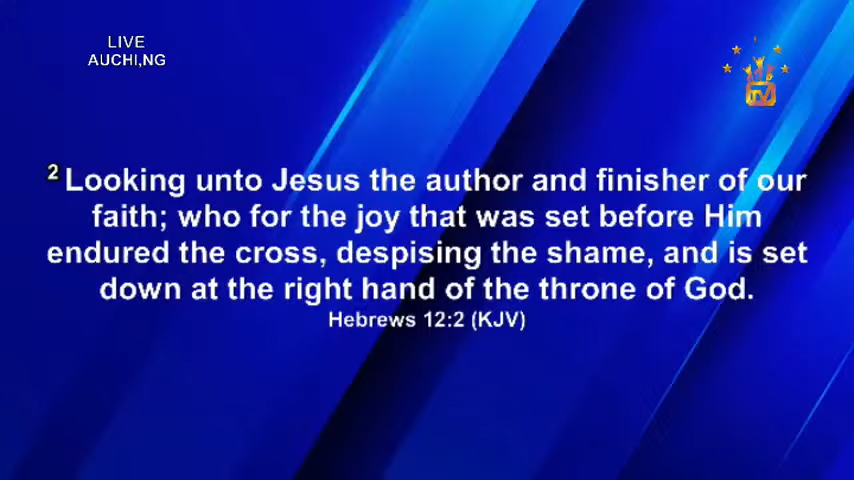 LIVE
AUCHI,NG
TV
2 Looking unto Jesus the author and finisher of our
faith; who for the joy that was set before Him
endured the cross, despising the shame, and is set
down at the right hand of the throne of God.
Hebrews 12:2 (KJV)